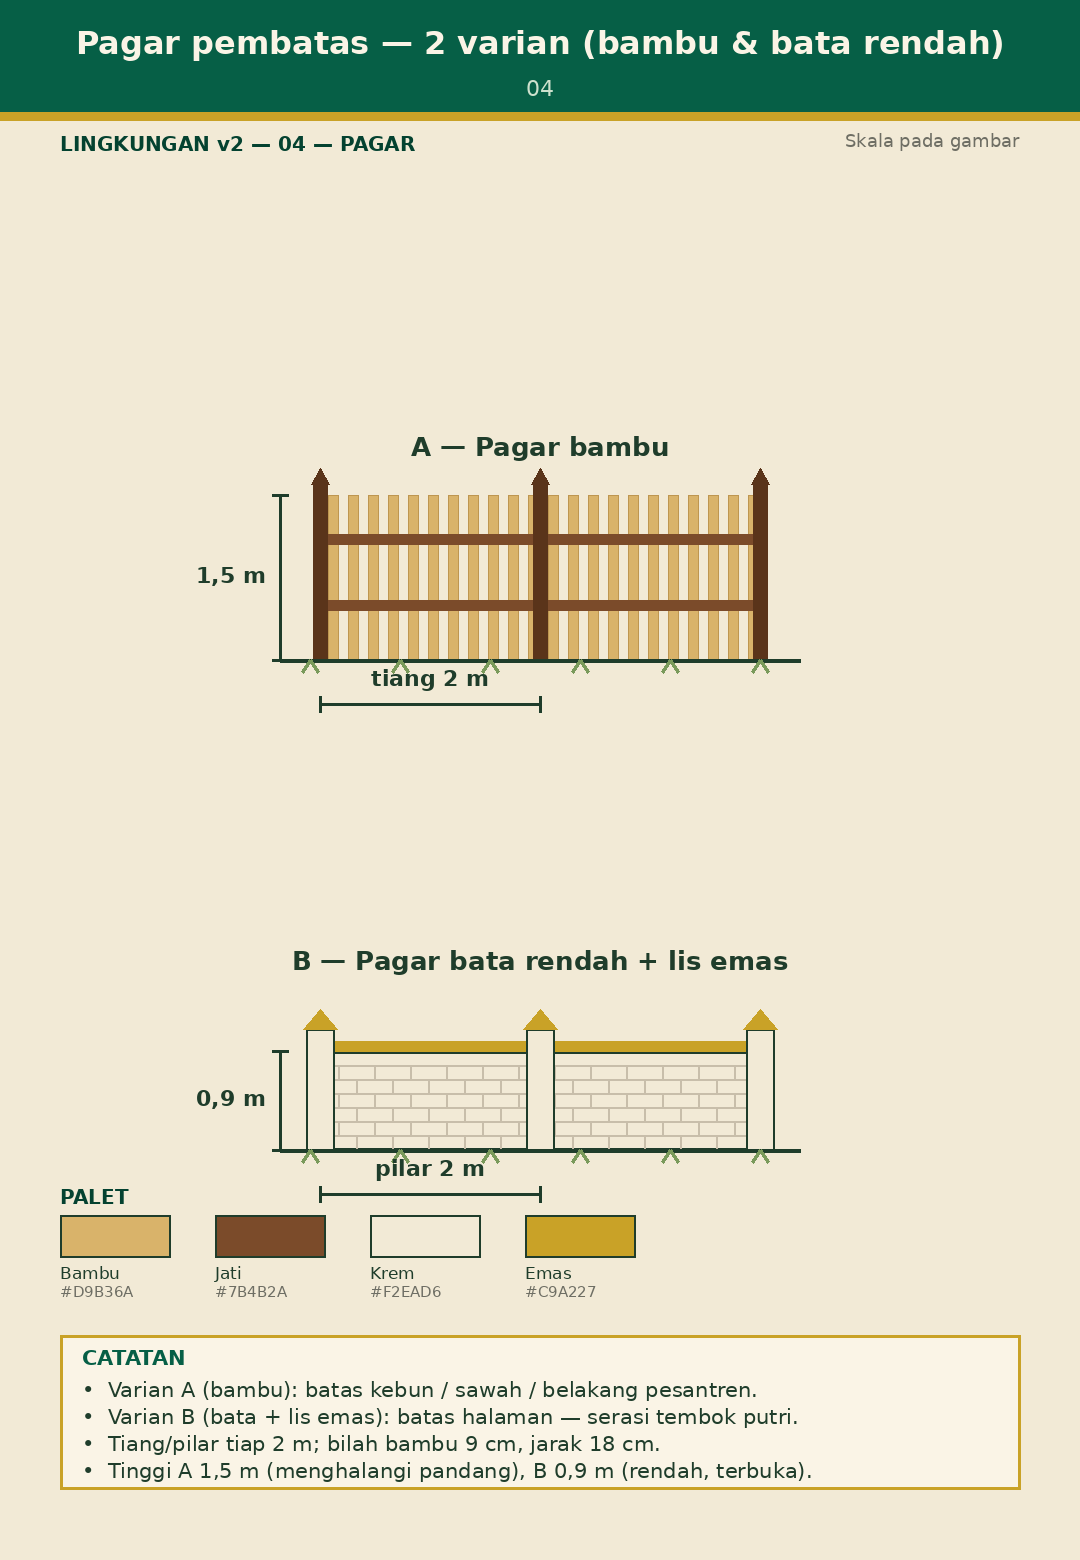 Pagar pembatas — 2 varian (bambu & bata rendah)
04
LINGKUNGAN v2 — 04 — PAGAR
Skala pada gambar
A — Pagar bambu
1,5 m
tiang 2 m
B — Pagar bata rendah + lis emas
0,9 m
pilar 2 m
PALET
Bambu
#D9B36A
Jati
#7B4B2A
Krem
#F2EAD6
Emas
#C9A227
CATATAN
• Varian A (bambu): batas kebun / sawah / belakang pesantren.
• Varian B (bata + lis emas): batas halaman — serasi tembok putri.
• Tiang/pilar tiap 2 m; bilah bambu 9 cm, jarak 18 cm.
• Tinggi A 1,5 m (menghalangi pandang), B 0,9 m (rendah, terbuka).